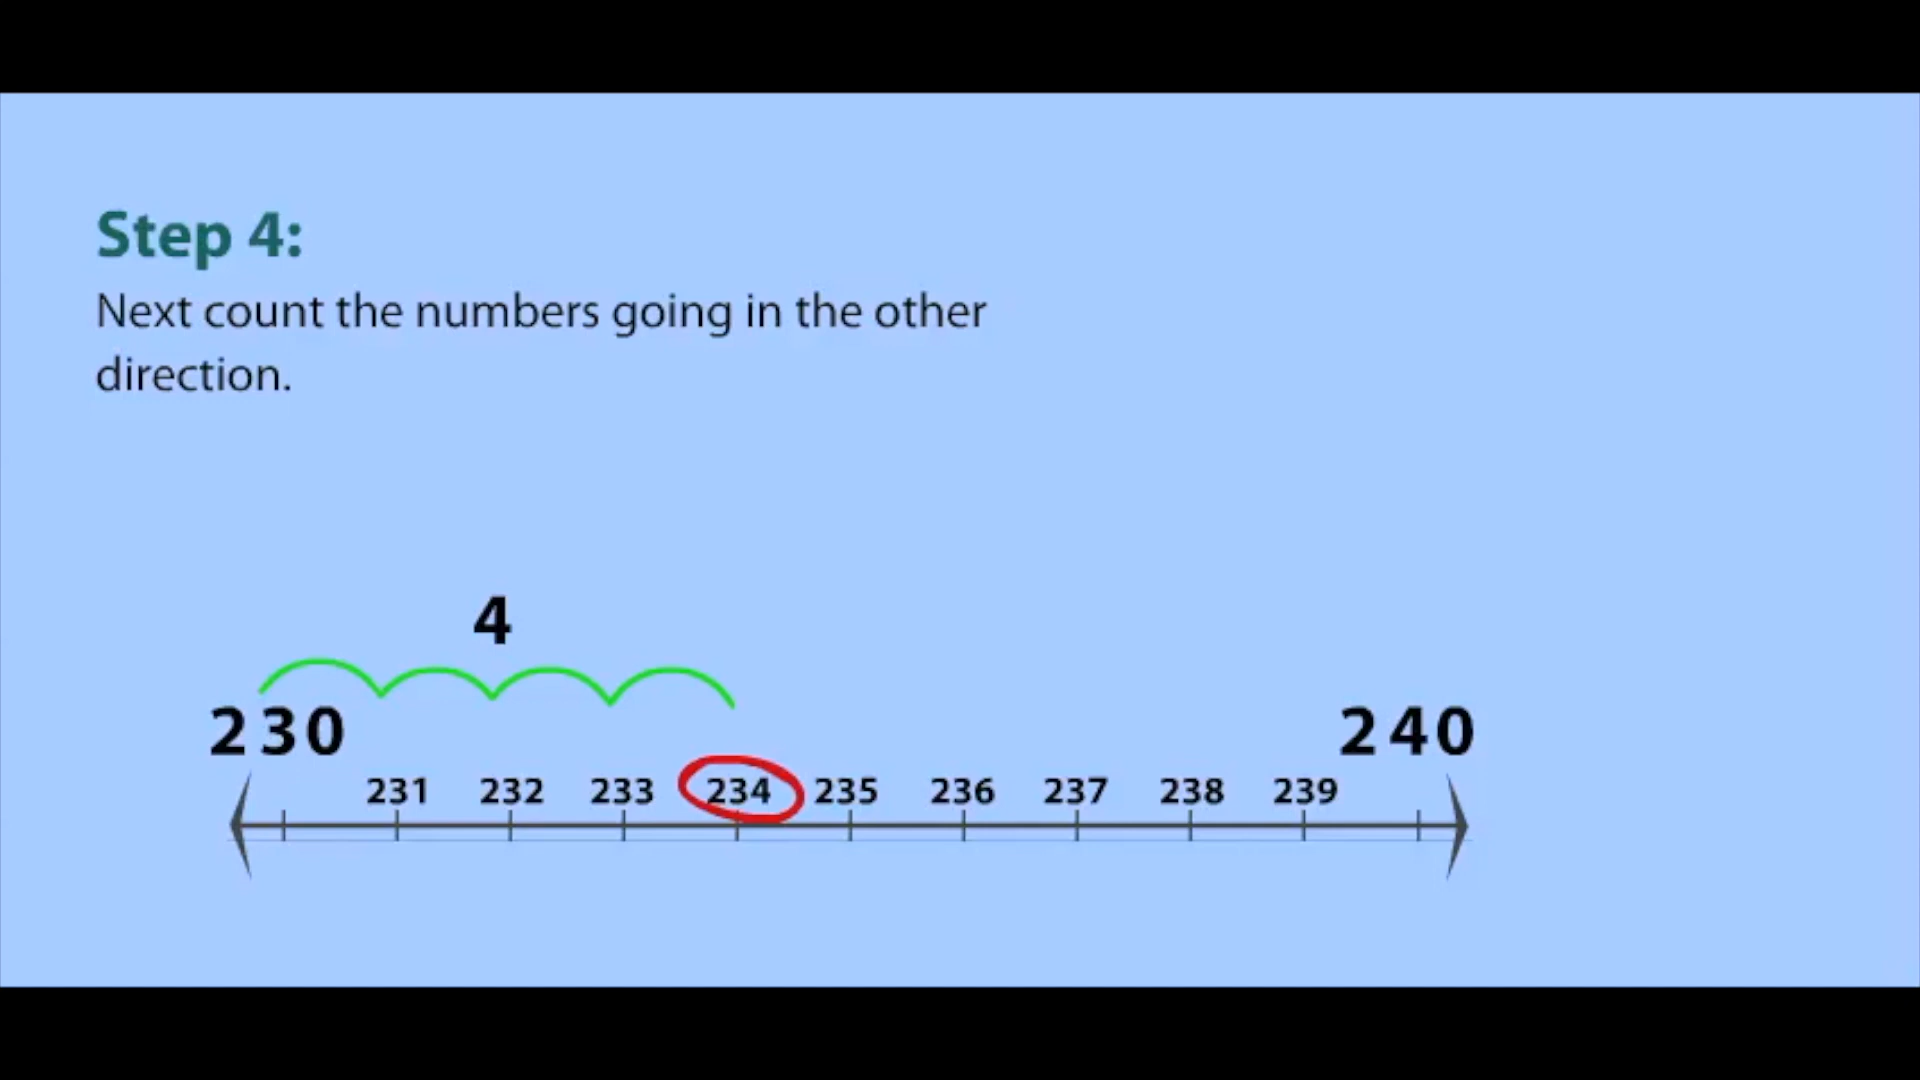 Step 4:
Next count the numbers going in the other
direction.
4
230 240
231 232 233 234 235 236 237 238 239